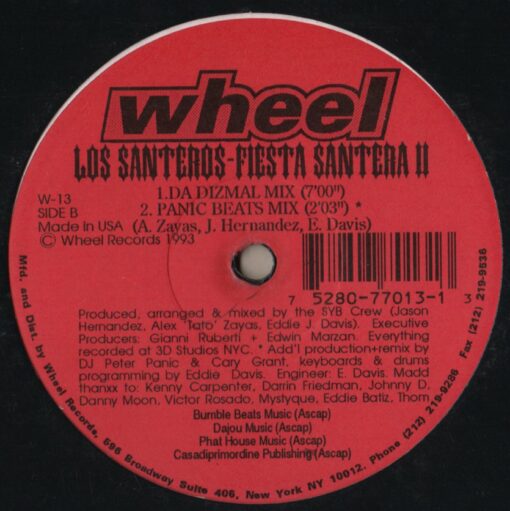 wheel
LOS SANTEROS-FIESTA SANTERA II
1.DA DIZMAL MIX (7'00")
2. PANIC BEATS MIX (2'03") *
(A. Zayas, J. Hernandez, E. Davis)
W-13
SIDE B
Made In USA
© Wheel Records 1993
7 5280-77013-1 3
Produced, arranged & mixed by the SYB Crew (Jason
Hernandez, Alex 'Tato' Zayas, Eddie J. Davis). Executive
Producers: Gianni Ruberti + Edwin Marzan. Everything
recorded at 3D Studios NYC. * Add'l production+remix by
DJ Peter Panic & Cary Grant, keyboards & drums
programming by Eddie Davis. Engineer: E. Davis. Madd
thanxx to: Kenny Carpenter, Darrin Friedman, Johnny D.
Danny Moon, Victor Rosado, Mystyque, Eddie Batiz, Thom
Bumble Beats Music (Ascap)
Dajou Music (Ascap)
Phat House Music (Ascap)
Casadiprimordine Publishing (Ascap)
Mfd. and Dist. by Wheel Records, 596 Broadway Suite 406, New York NY 10012. Phone (212) 219-9286 Fax (212) 219-9536